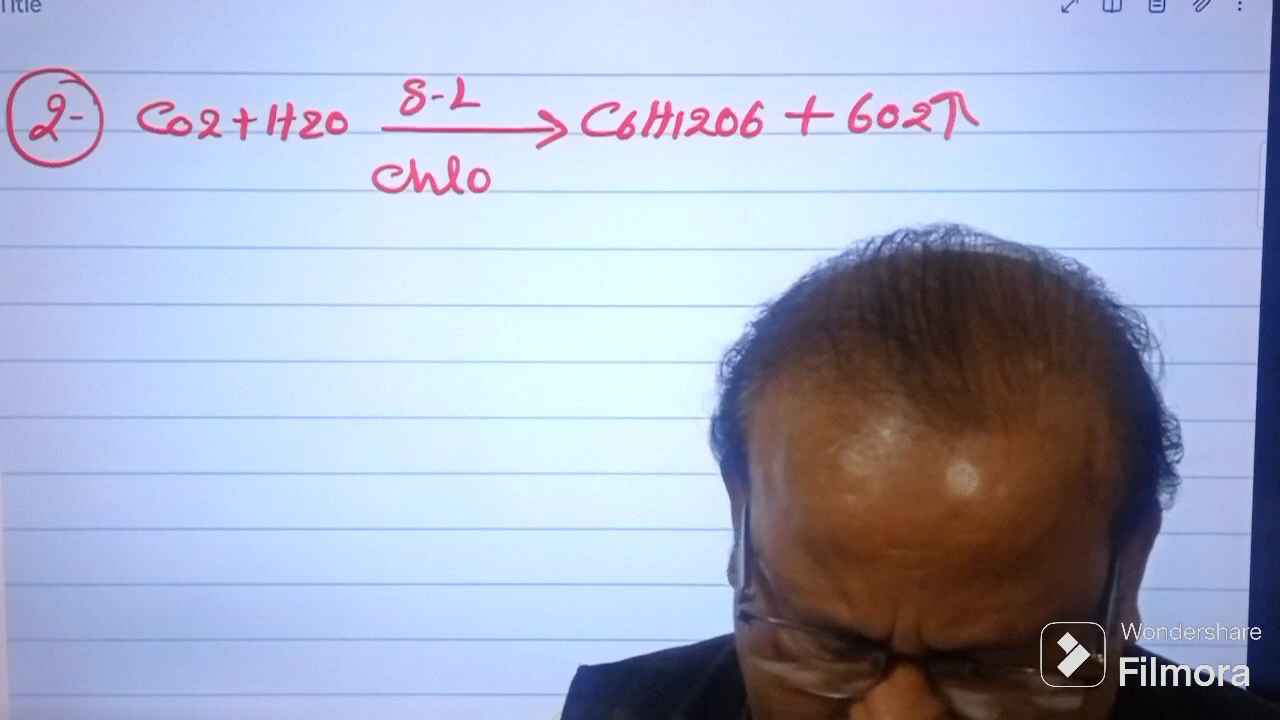 Title
2- CO2 + H2O S-L → C6H12O6 + 6O2↑
Chlo
Wondershare
Filmora